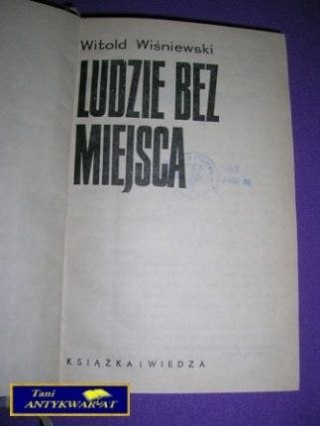 Witold Wiśniewski
LUDZIE BEZ
MIEJSCA
KSIĄŻKA i WIEDZA
Tani
ANTYKWARIAT